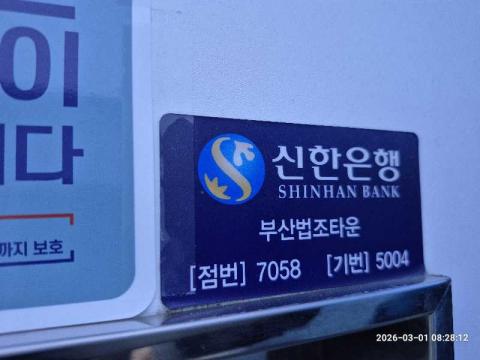 이
니다
까지 보호
신한은행
SHINHAN BANK
부산법조타운
[점번] 7058 [기번] 5004
2026-03-01 08:28:12